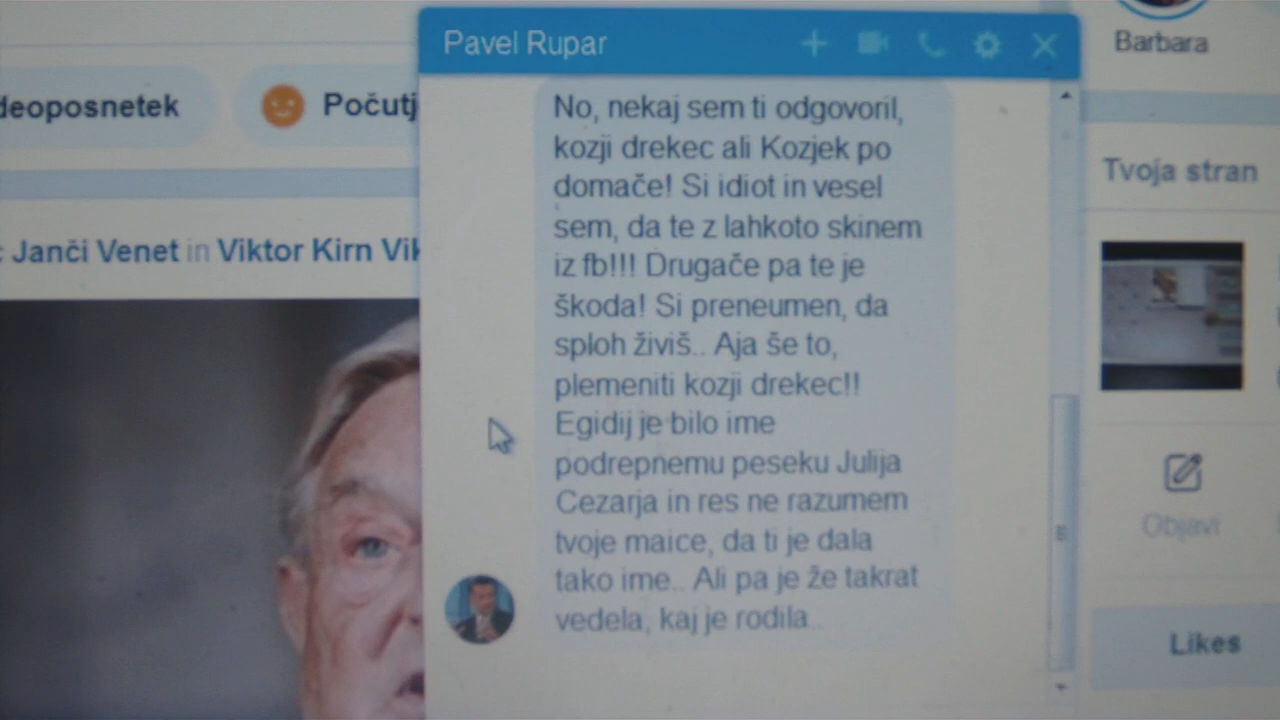 Pavel Rupar
Barbara
deoposnetek
Počutj
No, nekaj sem ti odgovoril,
kozji drekec ali Kozjek po
domače! Si idiot in vesel
sem, da te z lahkoto skinem
iz fb!!! Drugače pa te je
škoda! Si preneumen, da
sploh živiš.. Aja še to,
plemeniti kozji drekec!!
Egidij je bilo ime
podrepnemu peseku Julija
Cezarja in res ne razumem
tvoje maice, da ti je dala
tako ime.. Ali pa je že takrat
vedela, kaj je rodila..
Janči Venet in Viktor Kirn Vik
Tvoja stran
Objavi
Likes